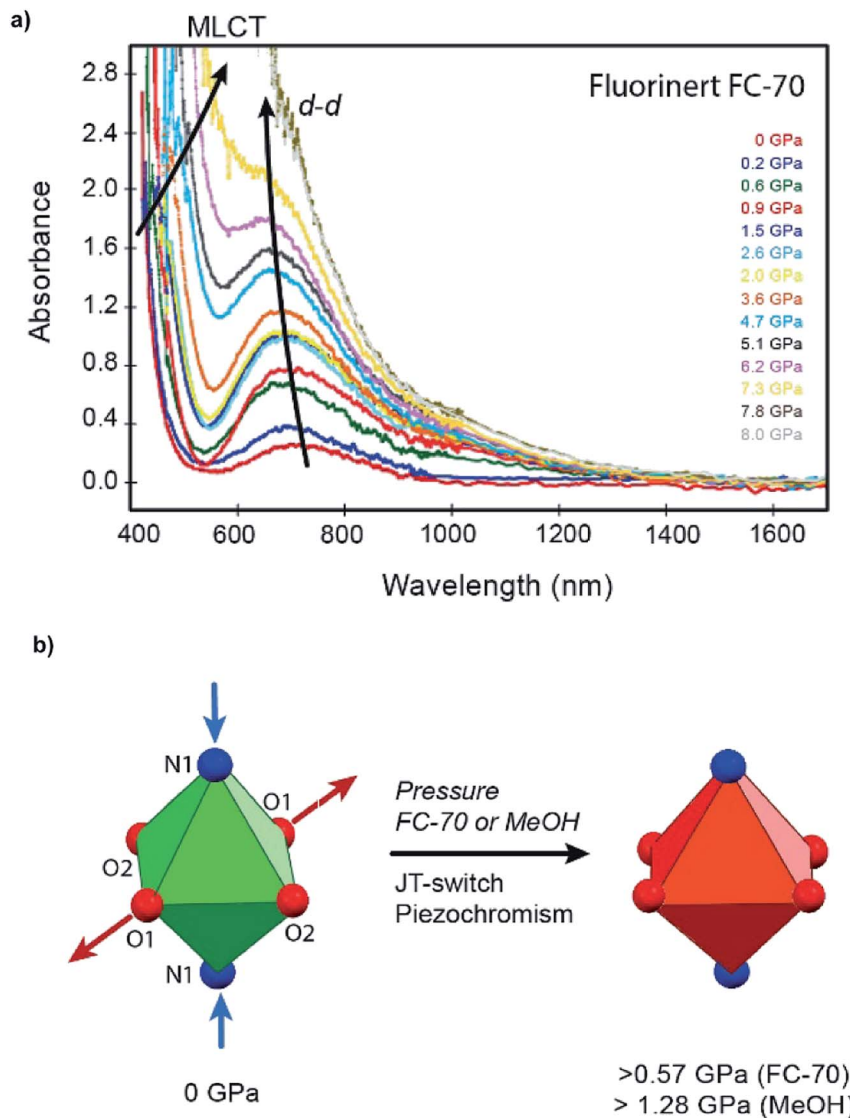 a)
MLCT
d-d
Fluorinert FC-70
2.8
2.4
2.0
1.6
1.2
0.8
0.4
0.0
Absorbance
0 GPa
0.2 GPa
0.6 GPa
0.9 GPa
1.5 GPa
2.6 GPa
2.0 GPa
3.6 GPa
4.7 GPa
5.1 GPa
6.2 GPa
7.3 GPa
7.8 GPa
8.0 GPa
400 600 800 1000 1200 1400 1600
Wavelength (nm)
b)
N1
O1
O2
O1
O2
N1
0 GPa
Pressure
FC-70 or MeOH
JT-switch
Piezochromism
>0.57 GPa (FC-70)
> 1.28 GPa (MeOH)